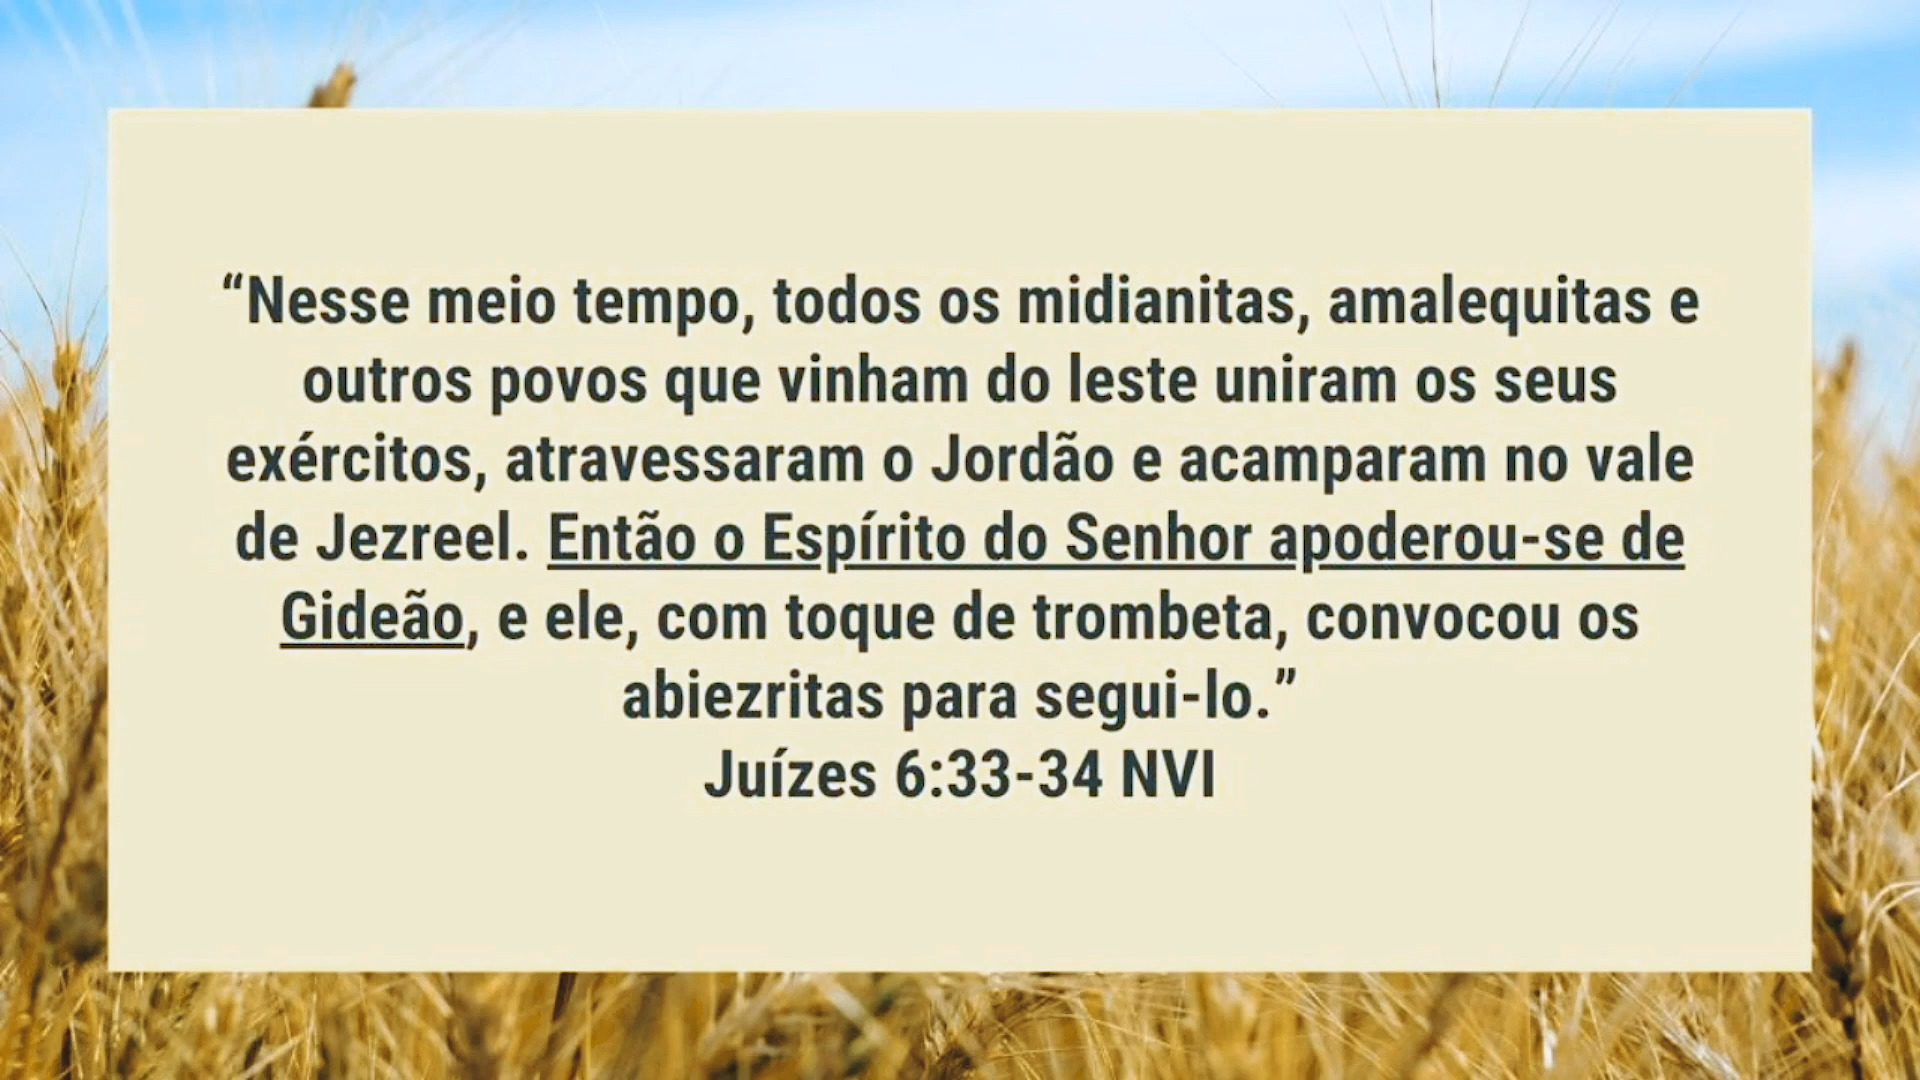 “Nesse meio tempo, todos os midianitas, amalequitas e
outros povos que vinham do leste uniram os seus
exércitos, atravessaram o Jordão e acamparam no vale
de Jezreel. Então o Espírito do Senhor apoderou-se de
Gideão, e ele, com toque de trombeta, convocou os
abiezritas para segui-lo.”
Juízes 6:33-34 NVI